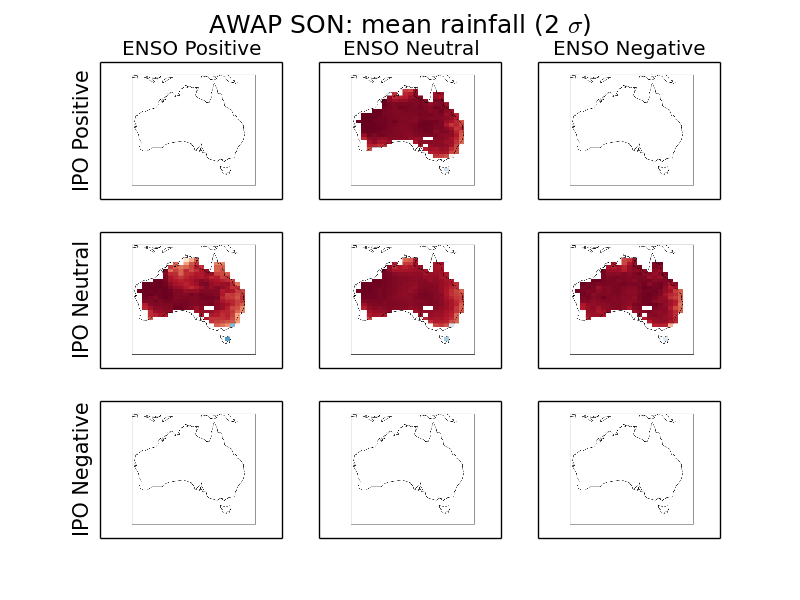 AWAP SON: mean rainfall (2 σ)
ENSO Positive
ENSO Neutral
ENSO Negative
IPO Positive
IPO Neutral
IPO Negative